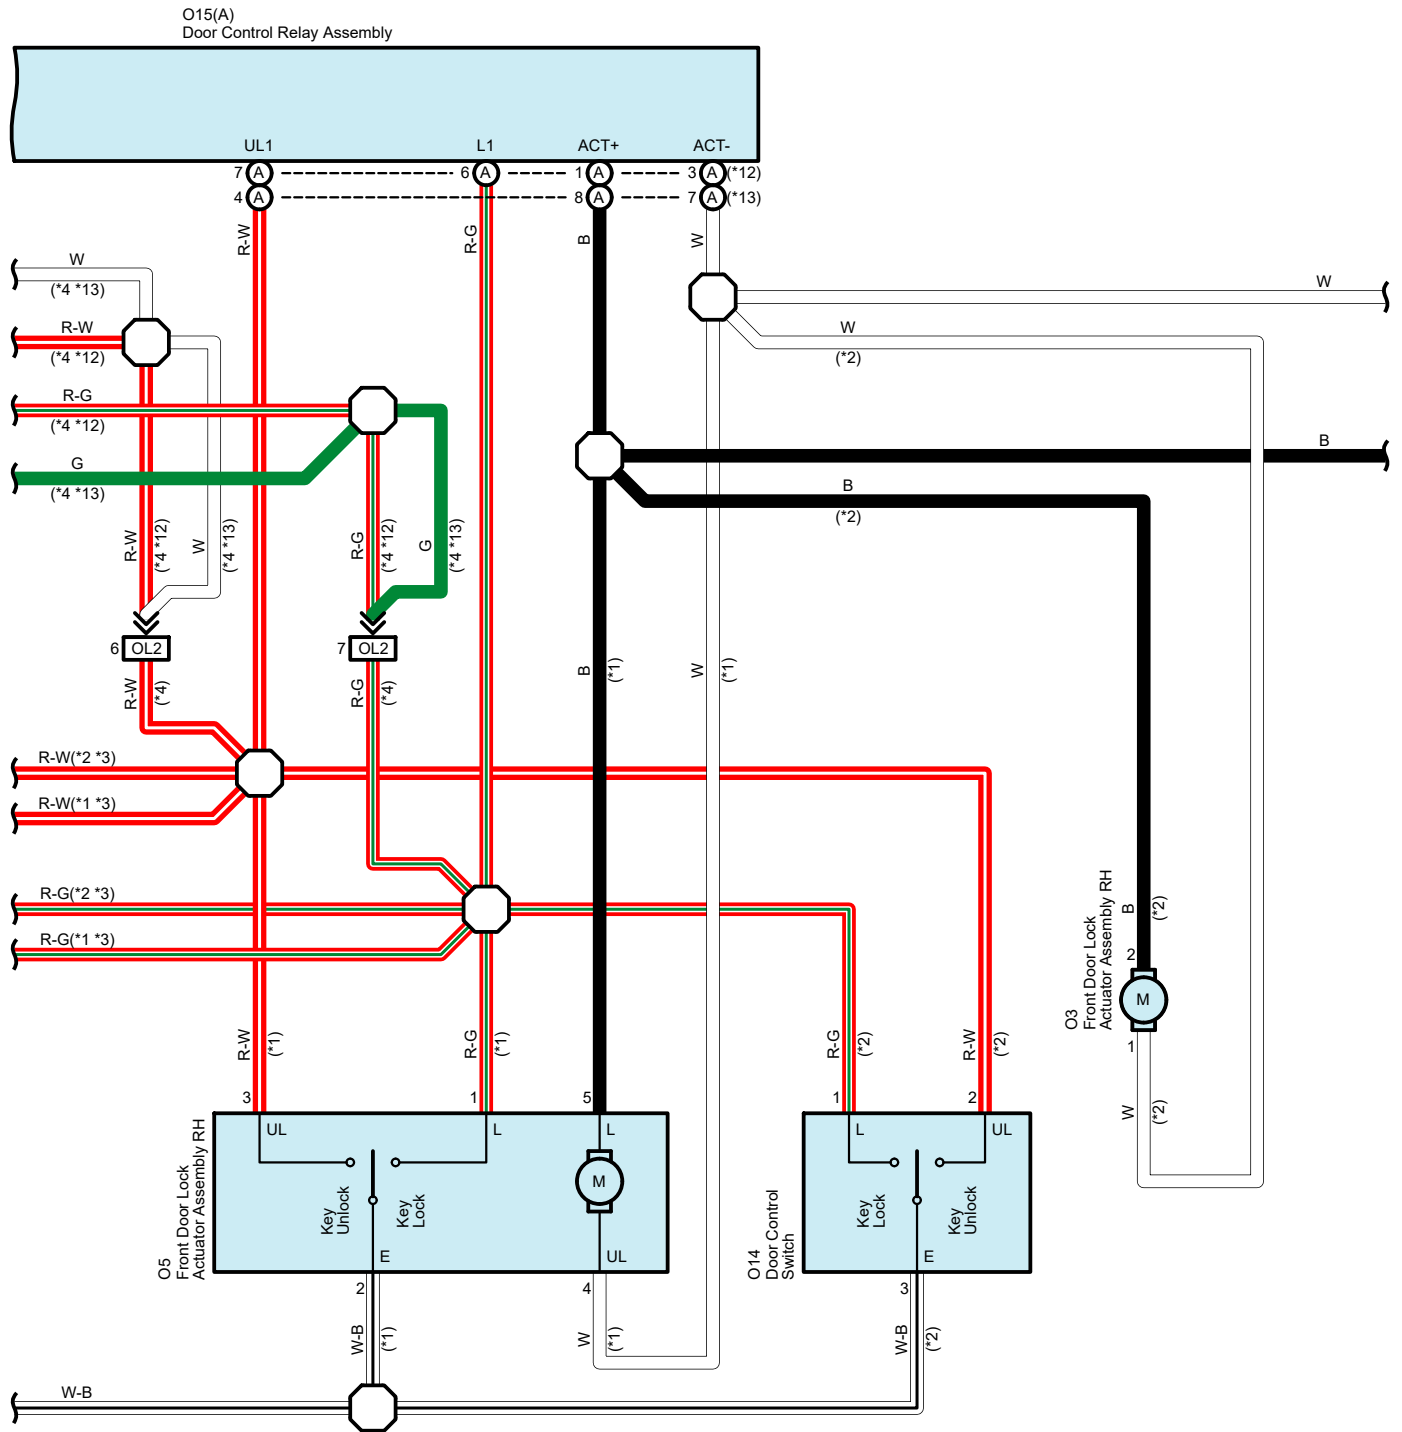 O15(A)
Door Control Relay Assembly
UL1
L1
ACT+
ACT-
7 A
6 A
1 A
3 A (*12)
4 A
8 A
7 A (*13)
R-W
R-G
B
W
W
(*4 *13)
R-W
(*4 *12)
R-G
(*4 *12)
G
(*4 *13)
W
W
(*2)
B
B
(*2)
R-W
(*4 *12)
W
(*4 *13)
R-G
(*4 *12)
G
(*4 *13)
6 OL2
7 OL2
R-W
(*4)
R-G
(*4)
B
(*1)
W
(*1)
R-W(*2 *3)
R-W(*1 *3)
R-G(*2 *3)
R-G(*1 *3)
B
(*2)
2
M
1
O3
Front Door Lock
Actuator Assembly RH
W
(*2)
R-W
(*1)
R-G
(*1)
R-G
(*2)
R-W
(*2)
3
1
5
1
2
UL
L
L
L
UL
M
Key
Unlock
Key
Lock
Key
Lock
Key
Unlock
E
UL
E
O5
Front Door Lock
Actuator Assembly RH
O14
Door Control
Switch
2
4
3
W-B
(*1)
W
(*1)
W-B
(*2)
W-B